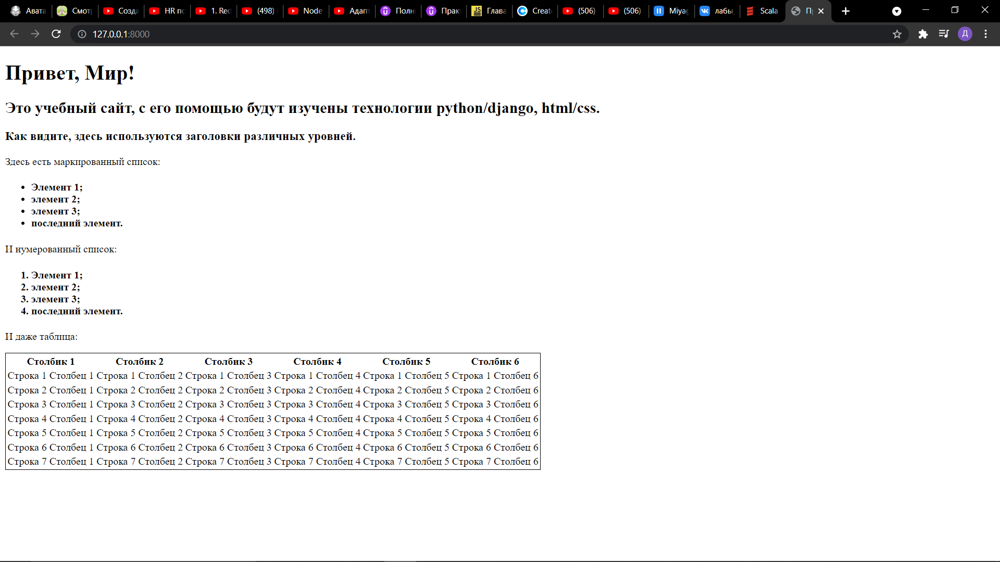 Авата Смот Созда HR по 1. Rec (498) Node Адап Полн Прак Глава Create (506) (506) Miyag лабы Scala П
127.0.0.1:8000 Д
Привет, Мир!
Это учебный сайт, с его помощью будут изучены технологии python/django, html/css.
Как видите, здесь используются заголовки различных уровней.
Здесь есть маркированный список:
• Элемент 1;
• элемент 2;
• элемент 3;
• последний элемент.
И нумерованный список:
1. Элемент 1;
2. элемент 2;
3. элемент 3;
4. последний элемент.
И даже таблица:
Столбик 1 Столбик 2 Столбик 3 Столбик 4 Столбик 5 Столбик 6
Строка 1 Столбец 1 Строка 1 Столбец 2 Строка 1 Столбец 3 Строка 1 Столбец 4 Строка 1 Столбец 5 Строка 1 Столбец 6
Строка 2 Столбец 1 Строка 2 Столбец 2 Строка 2 Столбец 3 Строка 2 Столбец 4 Строка 2 Столбец 5 Строка 2 Столбец 6
Строка 3 Столбец 1 Строка 3 Столбец 2 Строка 3 Столбец 3 Строка 3 Столбец 4 Строка 3 Столбец 5 Строка 3 Столбец 6
Строка 4 Столбец 1 Строка 4 Столбец 2 Строка 4 Столбец 3 Строка 4 Столбец 4 Строка 4 Столбец 5 Строка 4 Столбец 6
Строка 5 Столбец 1 Строка 5 Столбец 2 Строка 5 Столбец 3 Строка 5 Столбец 4 Строка 5 Столбец 5 Строка 5 Столбец 6
Строка 6 Столбец 1 Строка 6 Столбец 2 Строка 6 Столбец 3 Строка 6 Столбец 4 Строка 6 Столбец 5 Строка 6 Столбец 6
Строка 7 Столбец 1 Строка 7 Столбец 2 Строка 7 Столбец 3 Строка 7 Столбец 4 Строка 7 Столбец 5 Строка 7 Столбец 6